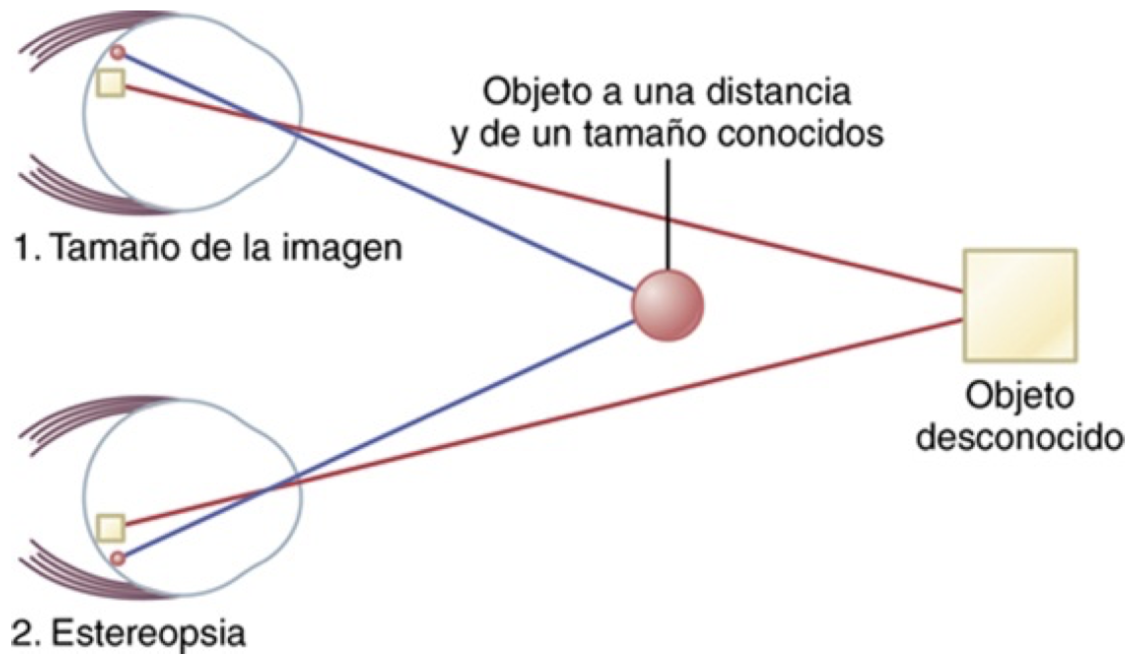 Objeto a una distancia
y de un tamaño conocidos
1. Tamaño de la imagen
Objeto
desconocido
2. Estereopsia